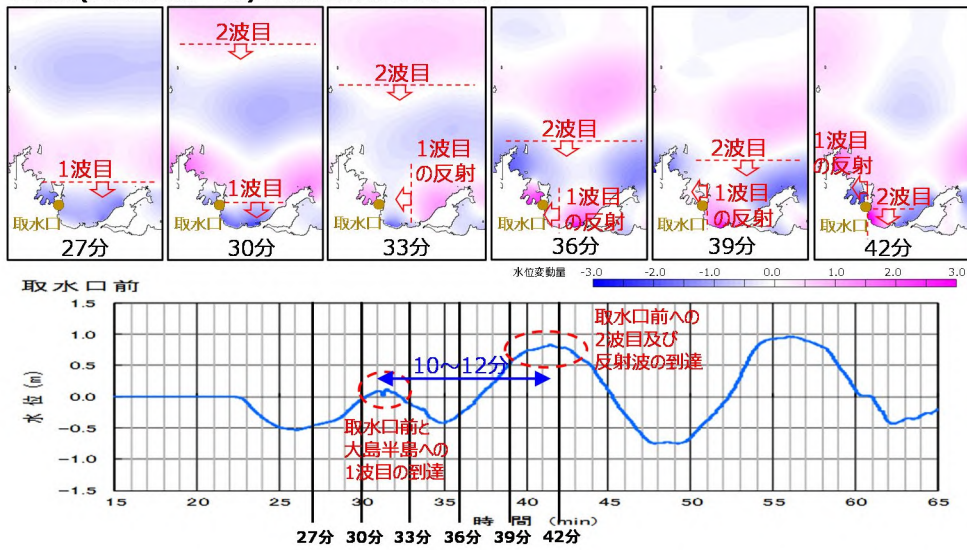 2波目
1波目
取水口
27分
2波目
1波目
取水口
30分
2波目
1波目
の反射
取水口
33分
2波目
1波目
の反射
取水口
36分
2波目
1波目
の反射
取水口
39分
1波目
の反射
2波目
取水口
42分
水位変動量
-3.0 -2.0 -1.0 0.0 1.0 2.0 3.0
取水口前
水位(m)
1.5
1.0
0.5
0.0
-0.5
-1.0
-1.5
10～12分
取水口前への
2波目及び
反射波の到達
取水口前と
大島半島への
1波目の到達
15 20 25 30 35 40 45 50 55 60 65
時間(min)
27分 30分 33分 36分 39分 42分